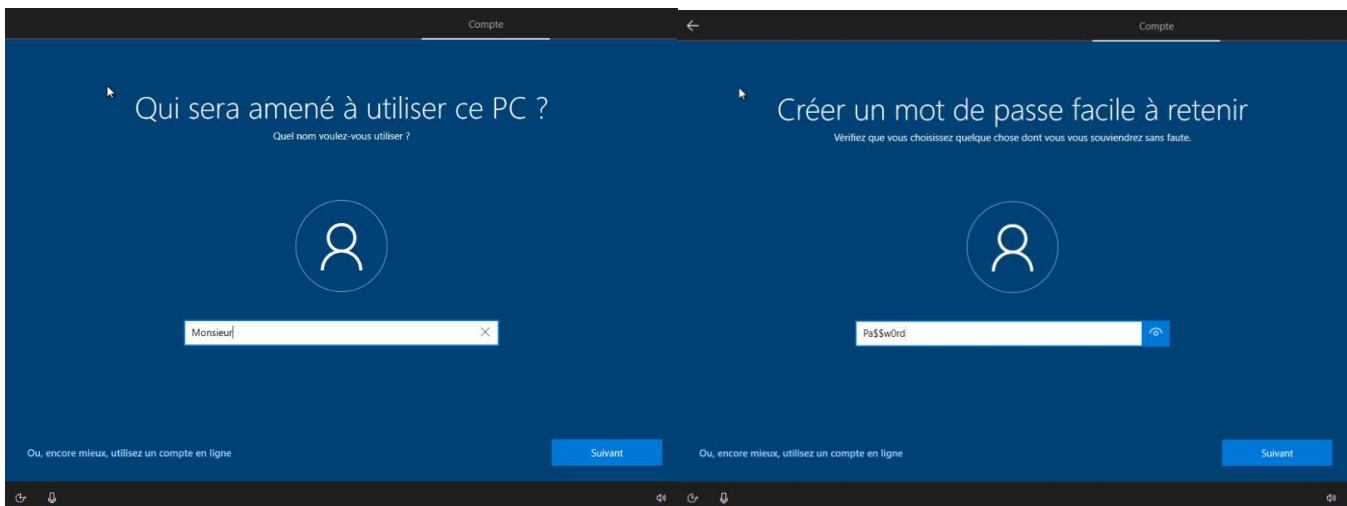 Compte
Qui sera amené à utiliser ce PC ?
Quel nom voulez-vous utiliser ?
Monsieur
Ou, encore mieux, utilisez un compte en ligne
Suivant
Compte
Créer un mot de passe facile à retenir
Vérifiez que vous choisissez quelque chose dont vous vous souviendrez sans faute.
Pa$$w0rd
Ou, encore mieux, utilisez un compte en ligne
Suivant